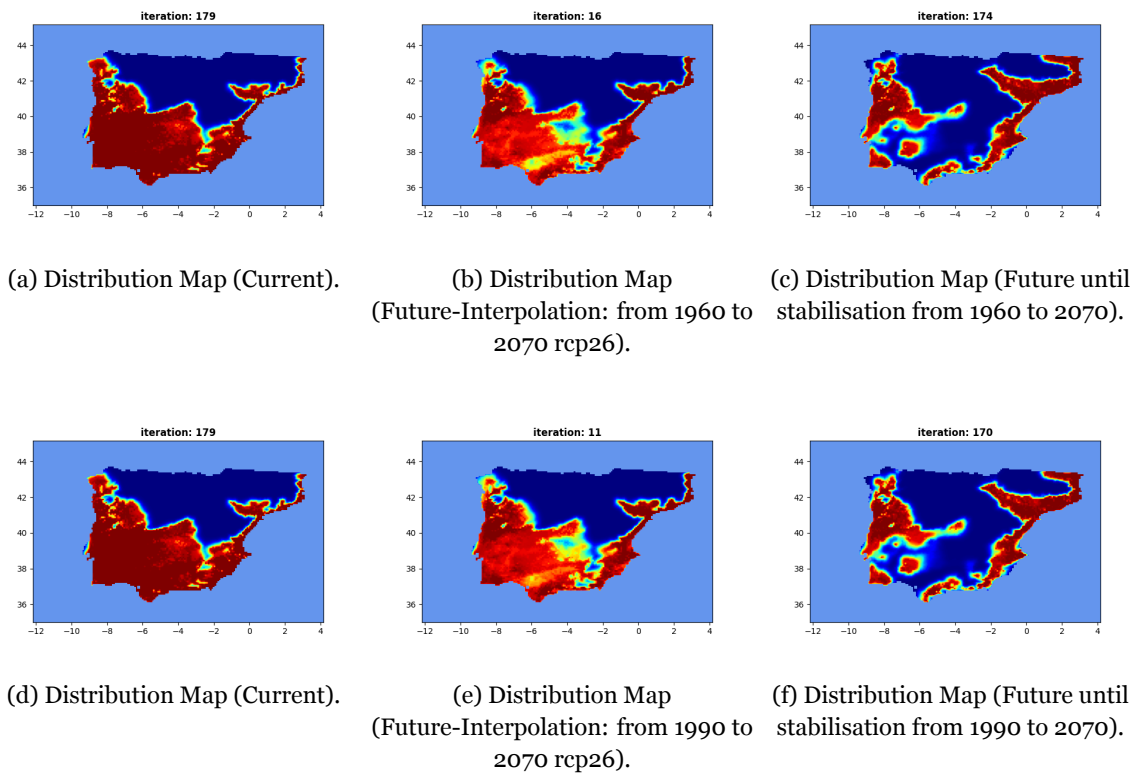 iteration: 179
44
42
40
38
36
−12 −10 −8 −6 −4 −2 0 2 4
(a) Distribution Map (Current).
iteration: 16
44
42
40
38
36
−12 −10 −8 −6 −4 −2 0 2 4
(b) Distribution Map
(Future-Interpolation: from 1960 to
2070 rcp26).
iteration: 174
44
42
40
38
36
−12 −10 −8 −6 −4 −2 0 2 4
(c) Distribution Map (Future until
stabilisation from 1960 to 2070).
iteration: 179
44
42
40
38
36
−12 −10 −8 −6 −4 −2 0 2 4
(d) Distribution Map (Current).
iteration: 11
44
42
40
38
36
−12 −10 −8 −6 −4 −2 0 2 4
(e) Distribution Map
(Future-Interpolation: from 1990 to
2070 rcp26).
iteration: 170
44
42
40
38
36
−12 −10 −8 −6 −4 −2 0 2 4
(f) Distribution Map (Future until
stabilisation from 1990 to 2070).